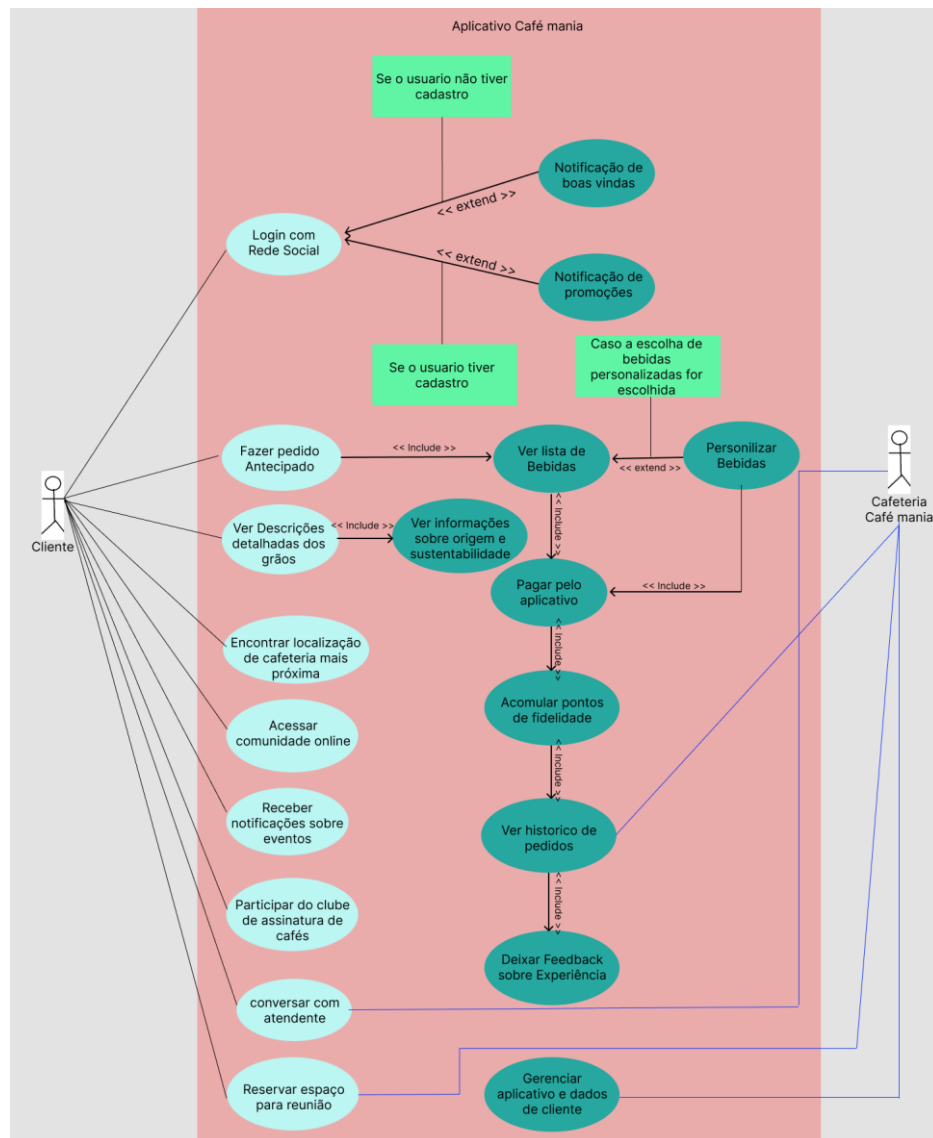 Aplicativo Café mania
Se o usuario não tiver
cadastro
Notificação de
boas vindas
<< extend >>
Login com
Rede Social
<< extend >>
Notificação de
promoções
Se o usuario tiver
cadastro
Caso a escolha de
bebidas
personalizadas for
escolhida
Fazer pedido
Antecipado
<< Include >>
Ver lista de
Bebidas
<< extend >>
Personilizar
Bebidas
Cliente
Cafeteria
Café mania
Ver Descrições
detalhadas dos
grãos
<< Include >>
Ver informações
sobre origem e
sustentabilidade
<< Include >>
Pagar pelo
aplicativo
<< Include >>
Encontrar localização
de cafeteria mais
próxima
<< Include >>
Acomular pontos
de fidelidade
Acessar
comunidade online
<< Include >>
Receber
notificações sobre
eventos
Ver historico de
pedidos
Participar do clube
de assinatura de
cafés
<< Include >>
Deixar Feedback
sobre Experiência
conversar com
atendente
Reservar espaço
para reunião
Gerenciar
aplicativo e dados
de cliente